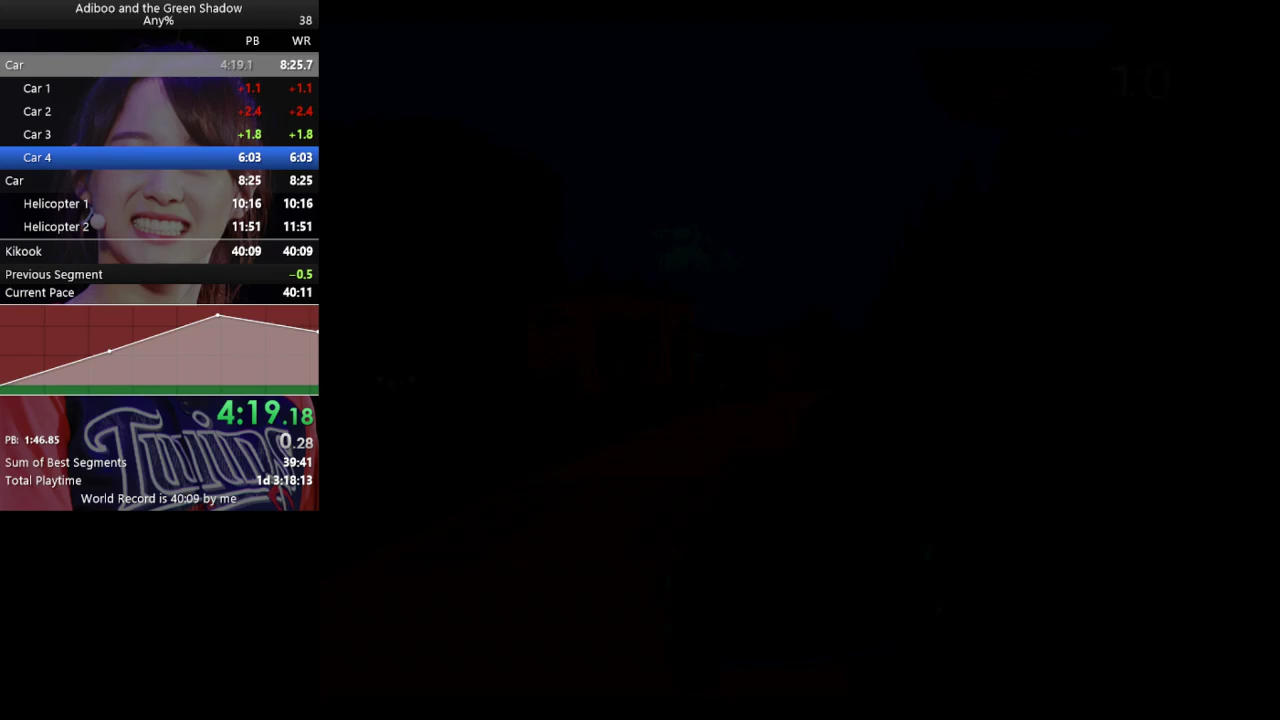 Adiboo and the Green Shadow
Any% 38
PB WR
Car 4:19.1 8:25.7
Car 1 +1.1 +1.1
Car 2 +2.4 +2.4
Car 3 +1.8 +1.8
Car 4 6:03 6:03
Car 8:25 8:25
Helicopter 1 10:16 10:16
Helicopter 2 11:51 11:51
Kikook 40:09 40:09
Previous Segment −0.5
Current Pace 40:11
4:19.18
PB: 1:46.85 0.28
Sum of Best Segments 39:41
Total Playtime 1d 3:18:13
World Record is 40:09 by me
Twins
10